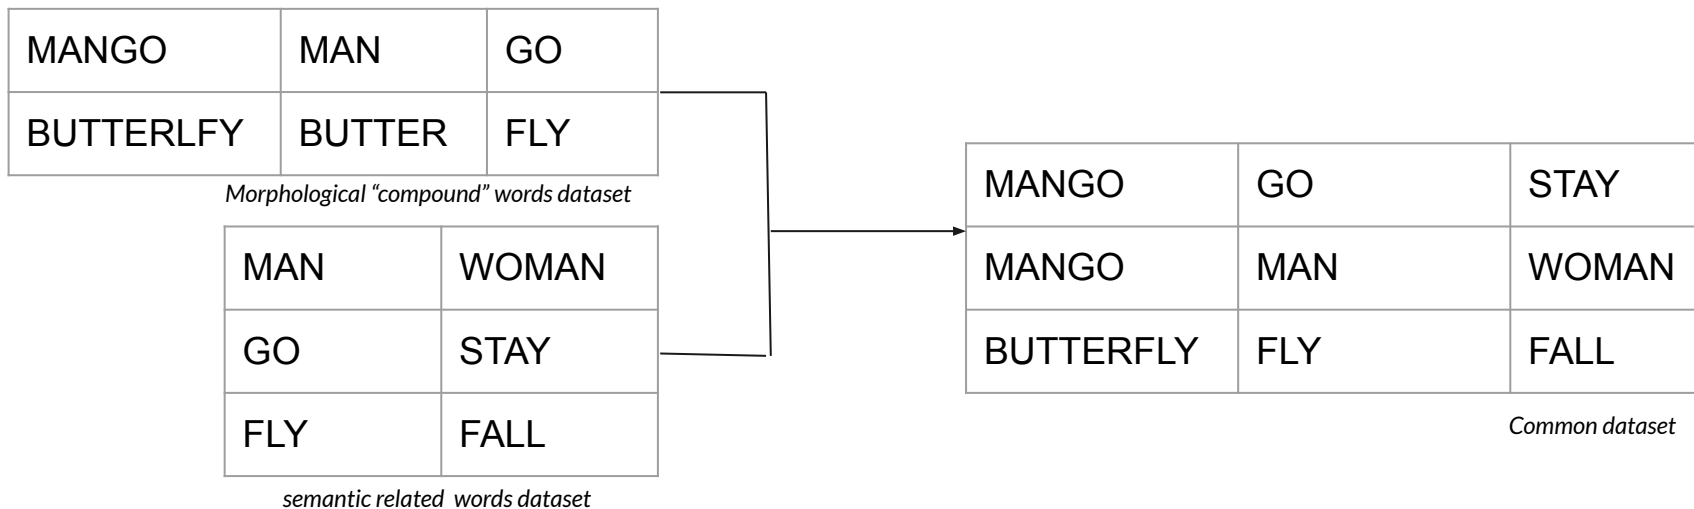 MANGO MAN GO
BUTTERLFY BUTTER FLY
Morphological “compound” words dataset
MAN WOMAN
GO STAY
FLY FALL
semantic related words dataset
MANGO GO STAY
MANGO MAN WOMAN
BUTTERFLY FLY FALL
Common dataset